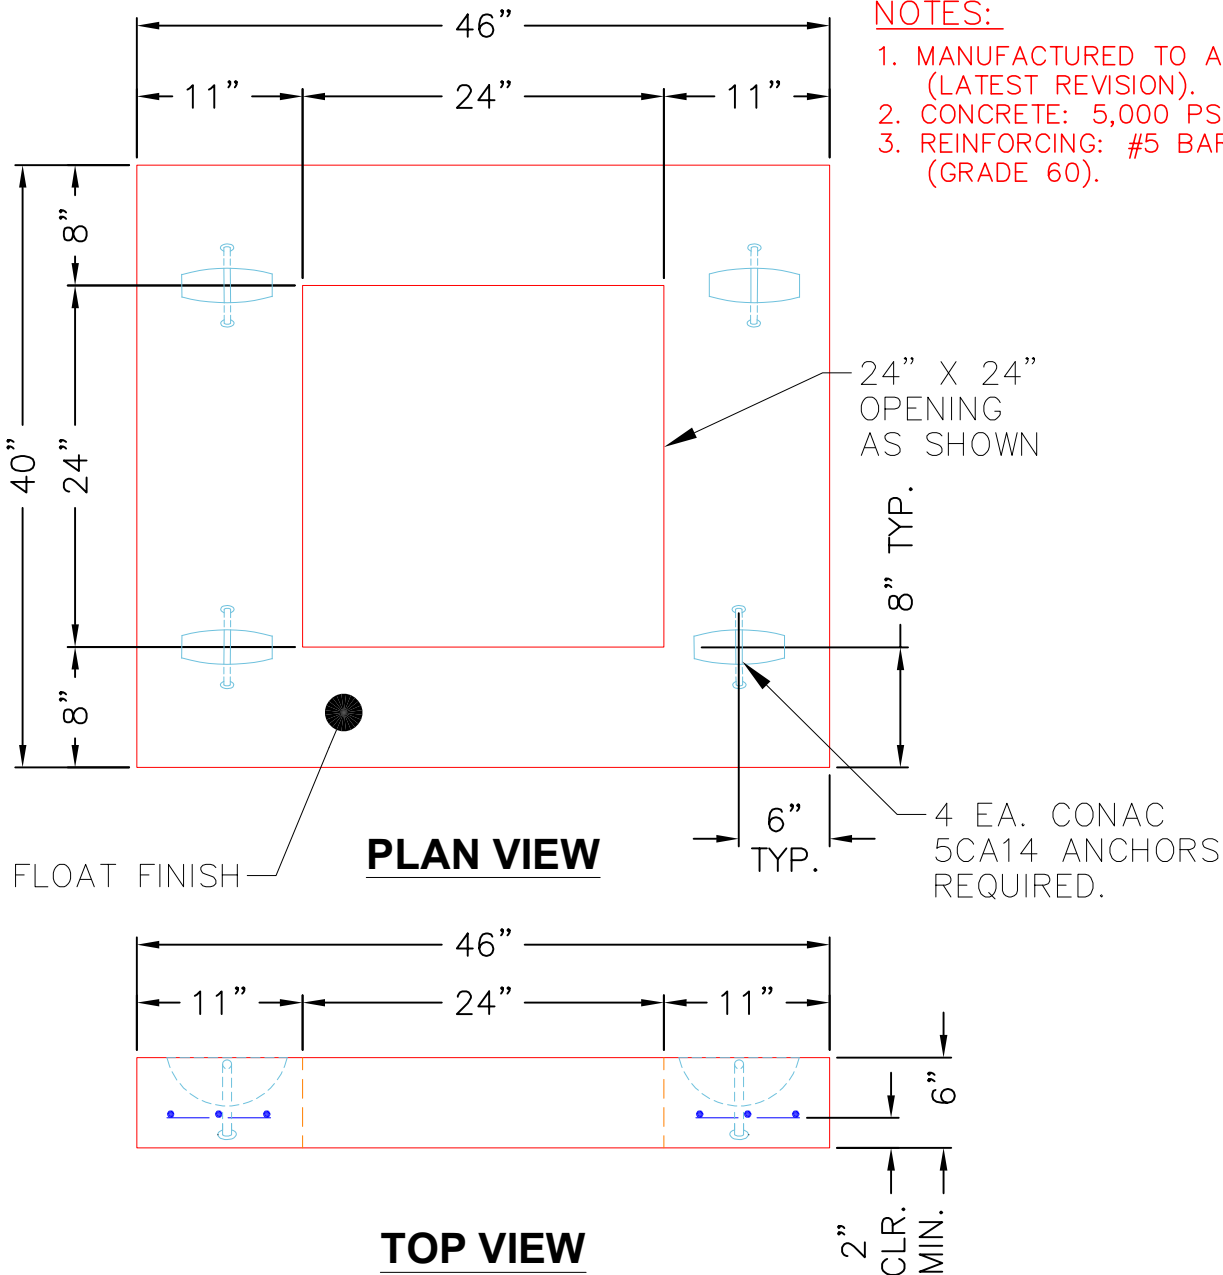 46”
11”
24”
11”
NOTES:
1. MANUFACTURED TO A
(LATEST REVISION).
2. CONCRETE: 5,000 PS
3. REINFORCING: #5
(GRADE 60).
8”
40”
24”
8”
24” X 24”
OPENING
AS SHOWN
8” TYP.
6”
TYP.
4 EA. CONAC
5CA14 ANCHORS
REQUIRED.
FLOAT FINISH
PLAN VIEW
46”
11”
24”
11”
6”
MIN.
2”
CLR.
TOP VIEW